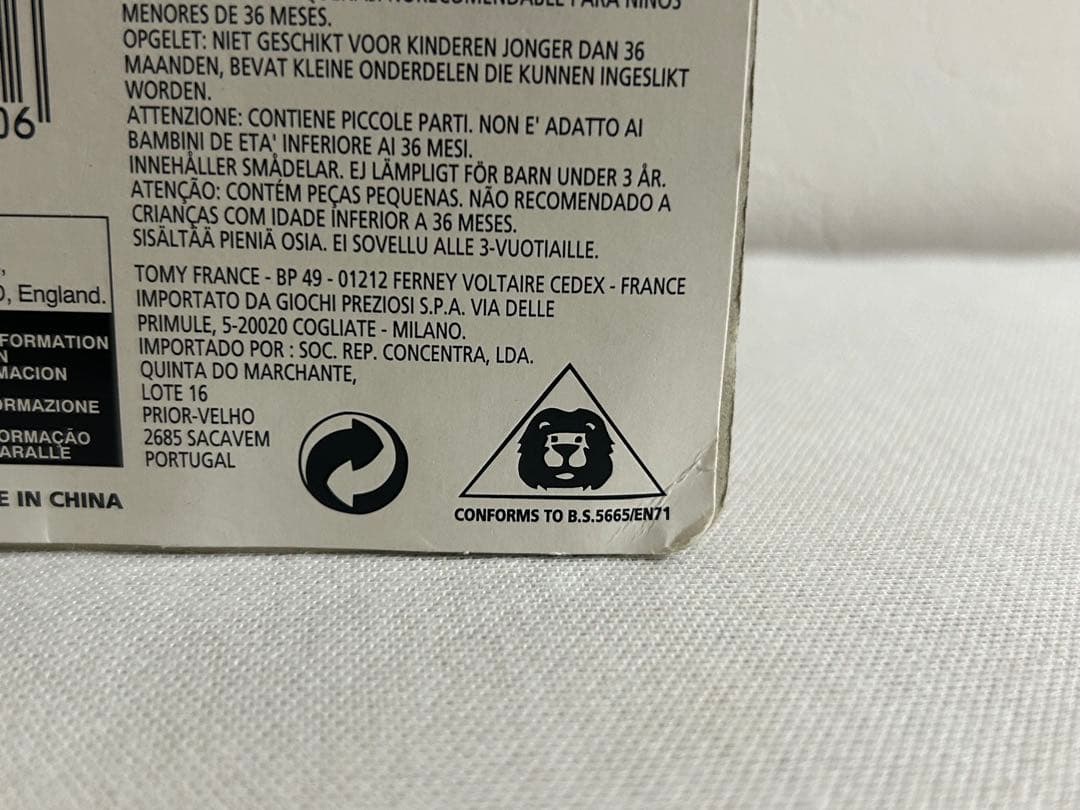 MENORES DE 36 MESES.
OPGELET: NIET GESCHIKT VOOR KINDEREN JONGER DAN 36
MAANDEN, BEVAT KLEINE ONDERDELEN DIE KUNNEN INGESLIKT
WORDEN.
ATTENZIONE: CONTIENE PICCOLE PARTI. NON E' ADATTO AI
BAMBINI DE ETA' INFERIORE AI 36 MESI.
INNEHÅLLER SMÅDELAR. EJ LÄMPLIGT FÖR BARN UNDER 3 ÅR.
ATENÇÃO: CONTÉM PEÇAS PEQUENAS. NÃO RECOMENDADO A
CRIANÇAS COM IDADE INFERIOR A 36 MESES.
SISÄLTÄÄ PIENIÄ OSIA. EI SOVELLU ALLE 3-VUOTIAILLE.
TOMY FRANCE - BP 49 - 01212 FERNEY VOLTAIRE CEDEX - FRANCE
IMPORTATO DA GIOCHI PREZIOSI S.P.A. VIA DELLE
PRIMULE, 5-20020 COGLIATE - MILANO.
IMPORTADO POR : SOC. REP. CONCENTRA, LDA.
QUINTA DO MARCHANTE,
LOTE 16
PRIOR-VELHO
2685 SACAVEM
PORTUGAL
CONFORMS TO B.S.5665/EN71
06
, England.
FORMATION
N
MACION
ORMAZIONE
ORMAÇÃO
ARALLE
E IN CHINA